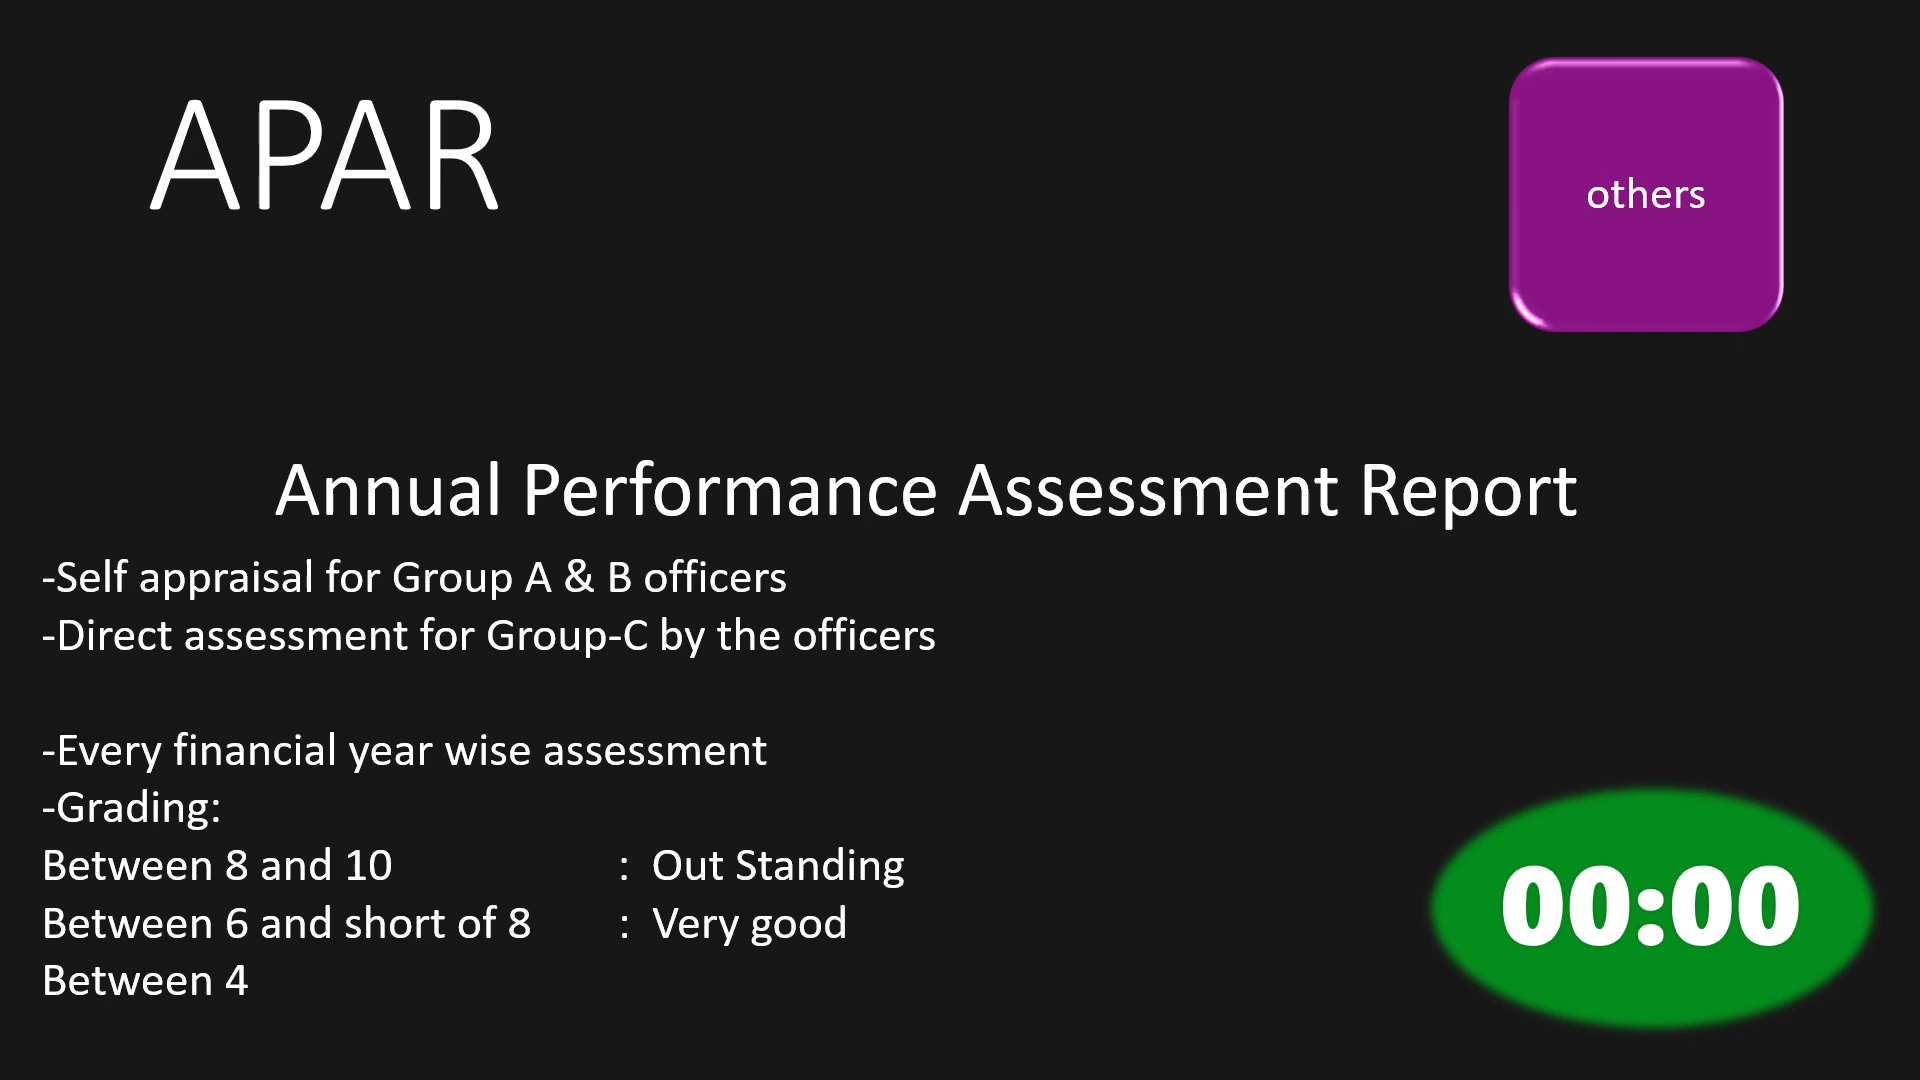 APAR
others
Annual Performance Assessment Report
-Self appraisal for Group A & B officers
-Direct assessment for Group-C by the officers
-Every financial year wise assessment
-Grading:
Between 8 and 10 : Out Standing
Between 6 and short of 8 : Very good
Between 4
00:00